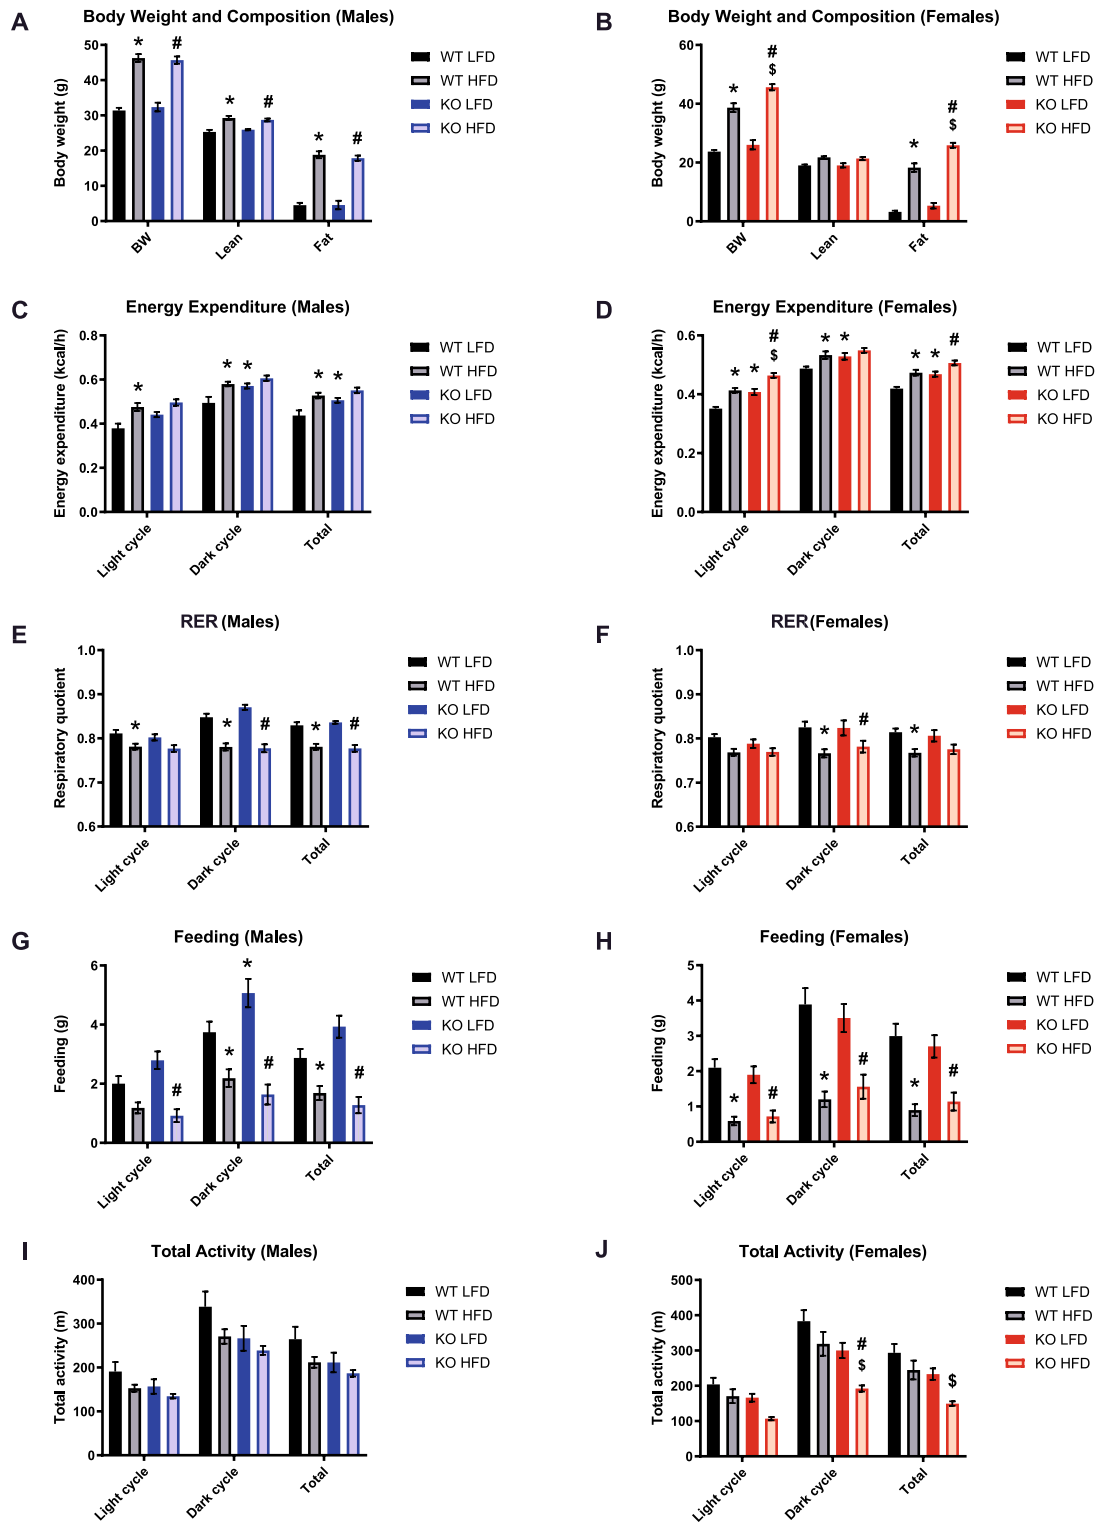 A
Body Weight and Composition (Males)
Body weight (g)
50
40
30
20
10
0
*
#
*
#
*
#
BW
Lean
Fat
WT LFD
WT HFD
KO LFD
KO HFD
B
Body Weight and Composition (Females)
Body weight (g)
60
40
20
0
*
#
$
*
#
$
BW
Lean
Fat
WT LFD
WT HFD
KO LFD
KO HFD
C
Energy Expenditure (Males)
Energy expenditure (kcal/h)
0.8
0.6
0.4
0.2
0.0
*
*
*
*
*
Light cycle
Dark cycle
Total
WT LFD
WT HFD
KO LFD
KO HFD
D
Energy Expenditure (Females)
Energy expenditure (kcal/h)
0.6
0.4
0.2
0.0
*
*
#
$
*
*
*
*
#
Light cycle
Dark cycle
Total
WT LFD
WT HFD
KO LFD
KO HFD
E
RER (Males)
Respiratory quotient
1.0
0.9
0.8
0.7
0.6
*
*
#
*
#
Light cycle
Dark cycle
Total
WT LFD
WT HFD
KO LFD
KO HFD
F
RER (Females)
Respiratory quotient
1.0
0.9
0.8
0.7
0.6
*
#
*
Light cycle
Dark cycle
Total
WT LFD
WT HFD
KO LFD
KO HFD
G
Feeding (Males)
Feeding (g)
6
4
2
0
#
*
*
#
*
#
Light cycle
Dark cycle
Total
WT LFD
WT HFD
KO LFD
KO HFD
H
Feeding (Females)
Feeding (g)
5
4
3
2
1
0
*
#
*
#
*
#
Light cycle
Dark cycle
Total
WT LFD
WT HFD
KO LFD
KO HFD
I
Total Activity (Males)
Total activity (m)
400
300
200
100
0
Light cycle
Dark cycle
Total
WT LFD
WT HFD
KO LFD
KO HFD
J
Total Activity (Females)
Total activity (m)
500
400
300
200
100
0
#
$
$
Light cycle
Dark cycle
Total
WT LFD
WT HFD
KO LFD
KO HFD